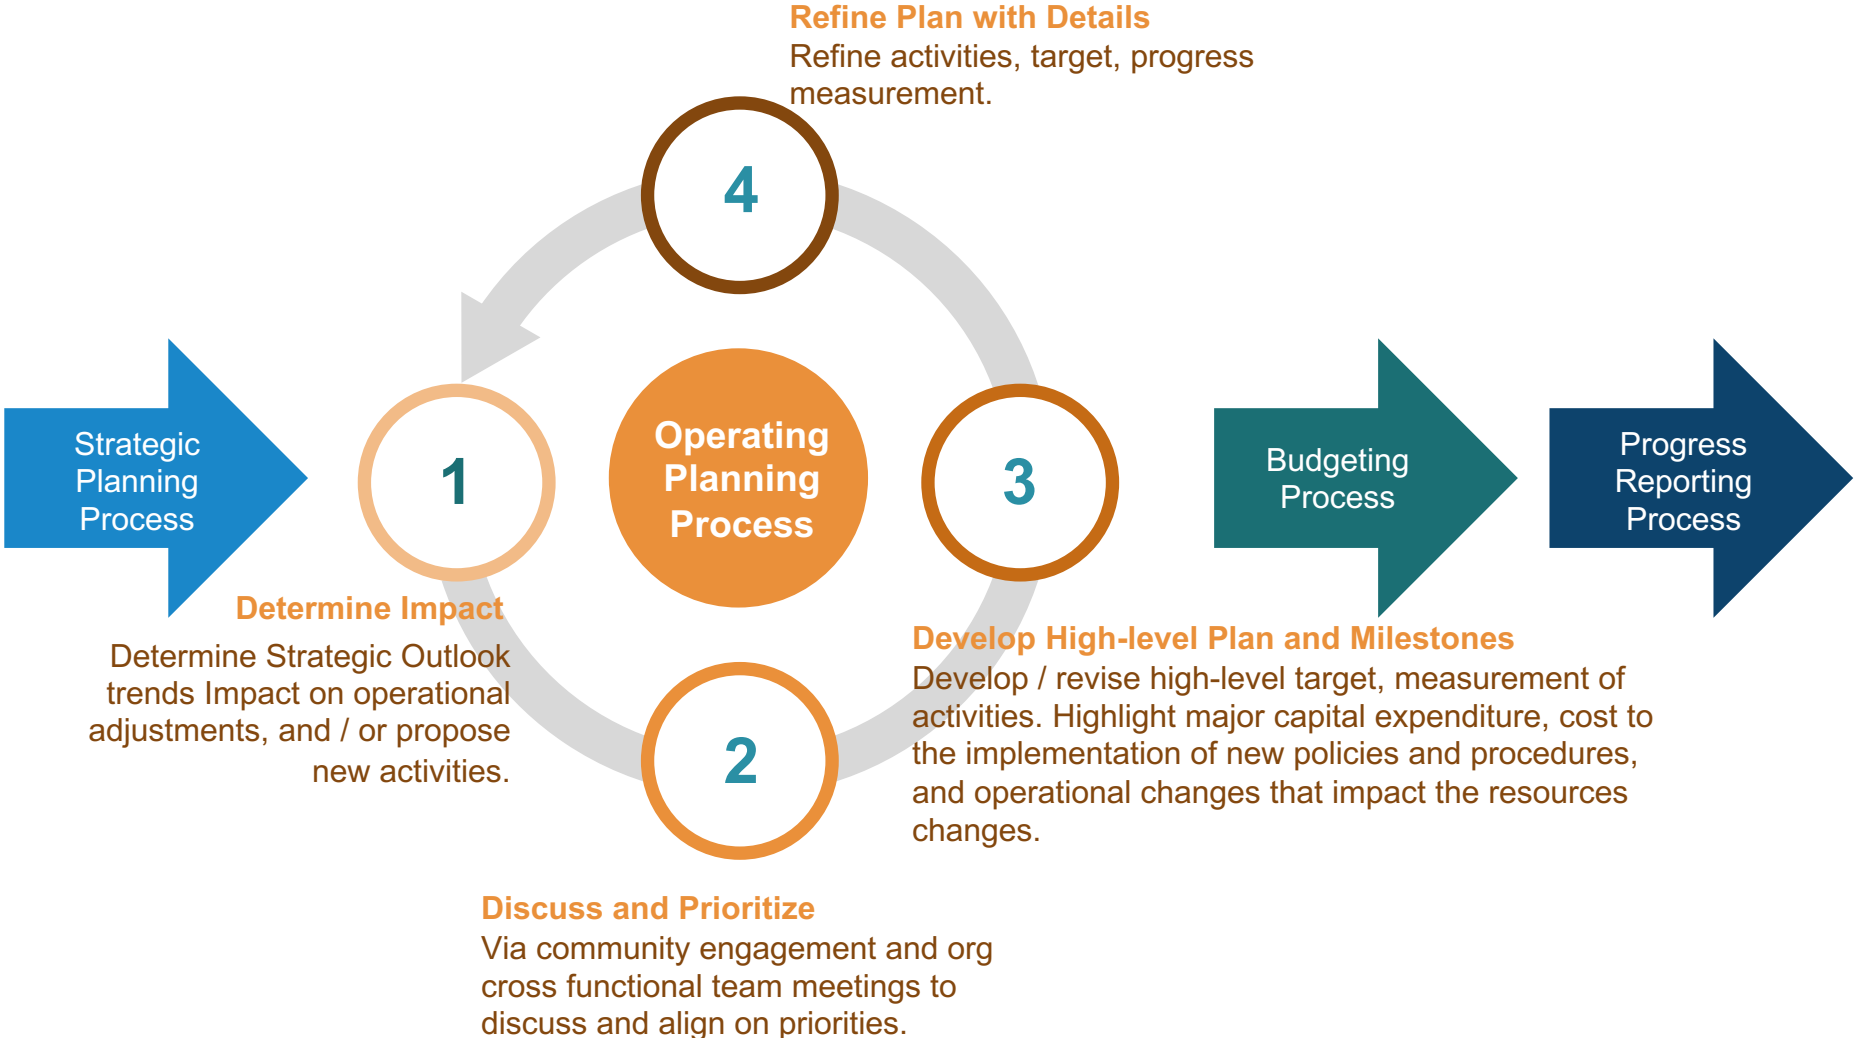 Refine Plan with Details
Refine activities, target, progress
measurement.
4
Strategic
Planning
Process
1
Operating
Planning
Process
3
Budgeting
Process
Progress
Reporting
Process
Determine Impact
Determine Strategic Outlook
trends Impact on operational
adjustments, and / or propose
new activities.
2
Develop High-level Plan and Milestones
Develop / revise high-level target, measurement of
activities. Highlight major capital expenditure, cost to
the implementation of new policies and procedures,
and operational changes that impact the resources
changes.
Discuss and Prioritize
Via community engagement and org
cross functional team meetings to
discuss and align on priorities.